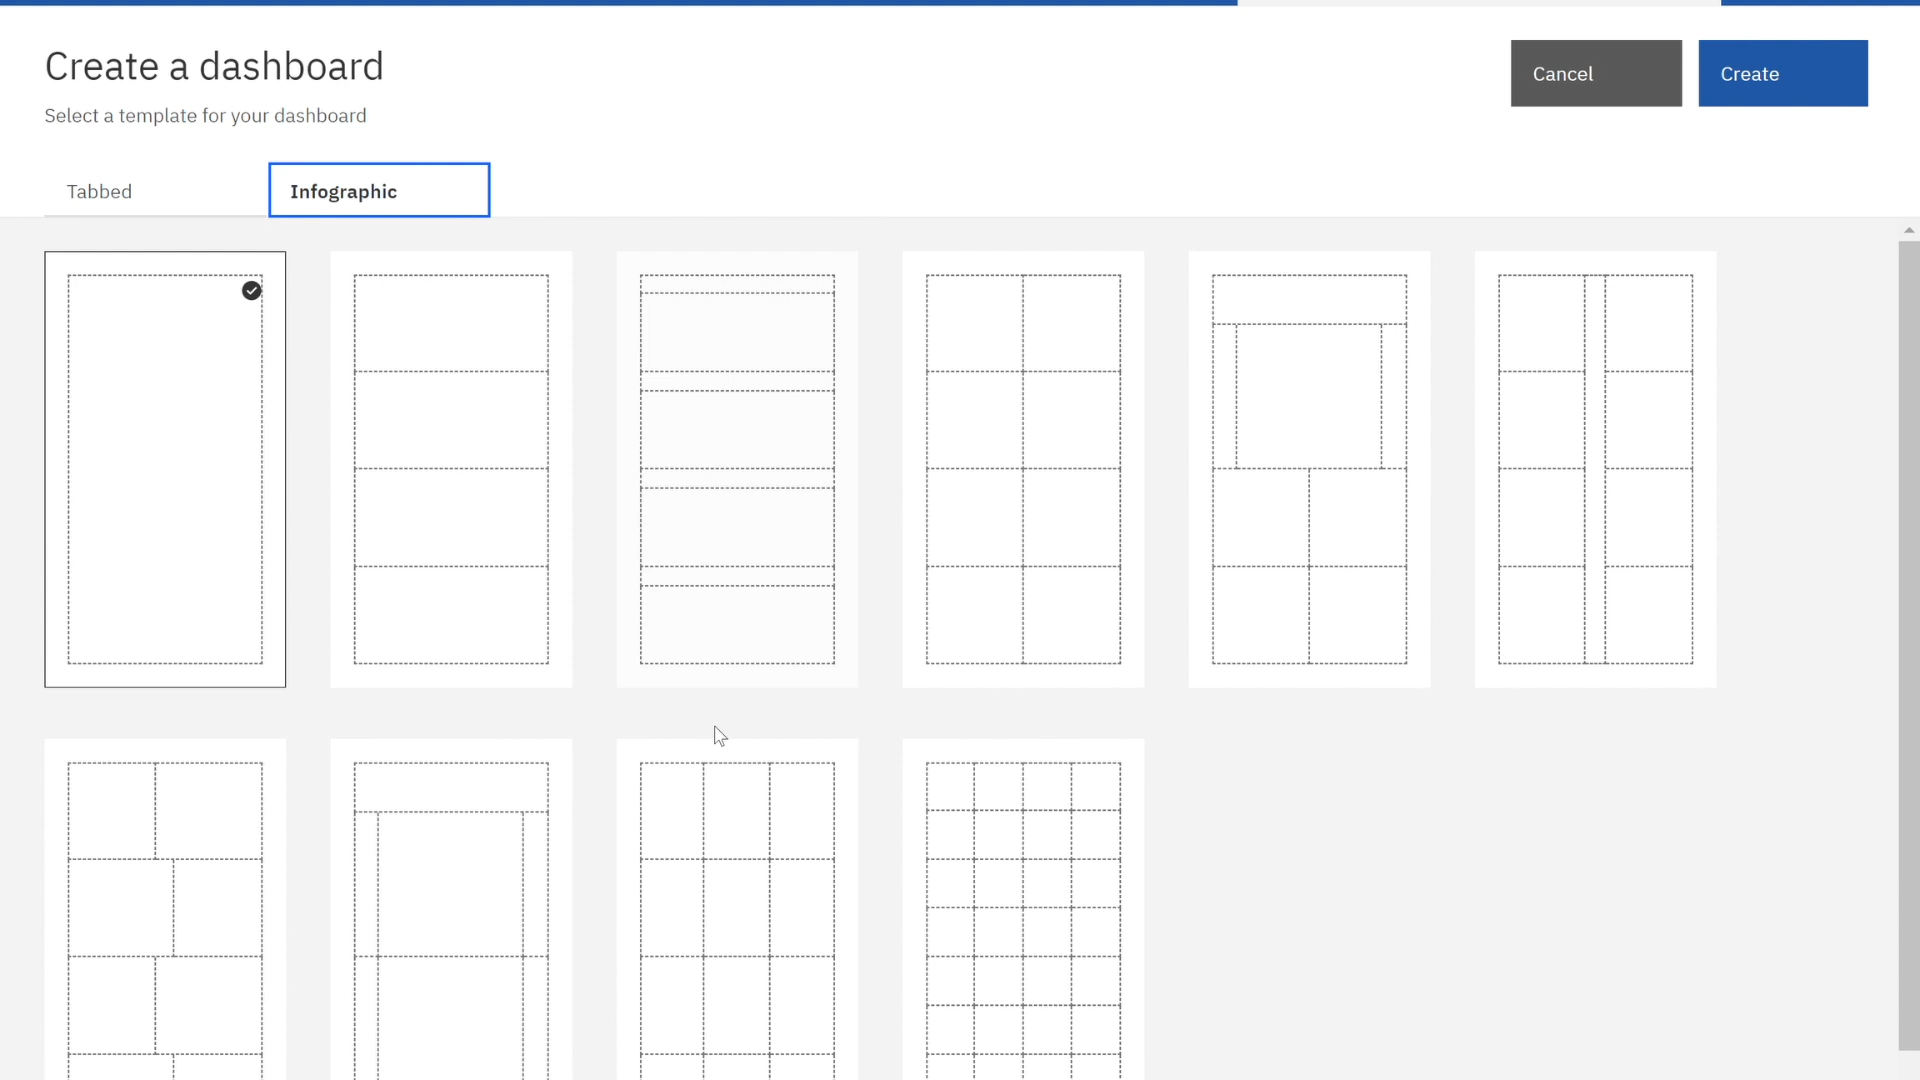 Create a dashboard
Select a template for your dashboard
Cancel
Create
Tabbed
Infographic